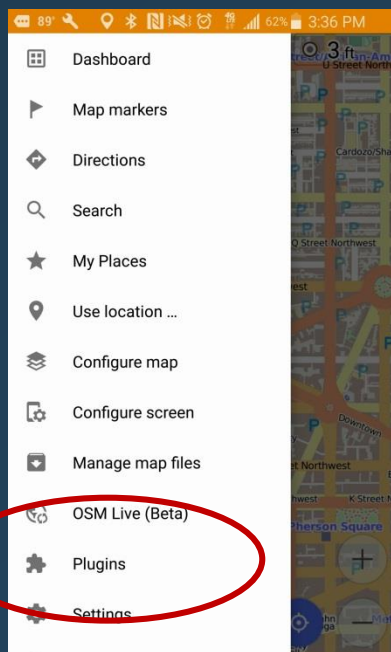 89° 62% 3:36 PM
3 ft
U Street North
Dashboard
Map markers
Cardozo/Sha
Directions
Search
Q Street Northwest
My Places
Use location ...
Configure map
Configure screen
Downtown
Manage map files
t Northwest
OSM Live (Beta)
hwest K Street N
Pherson Square
Plugins
Settings